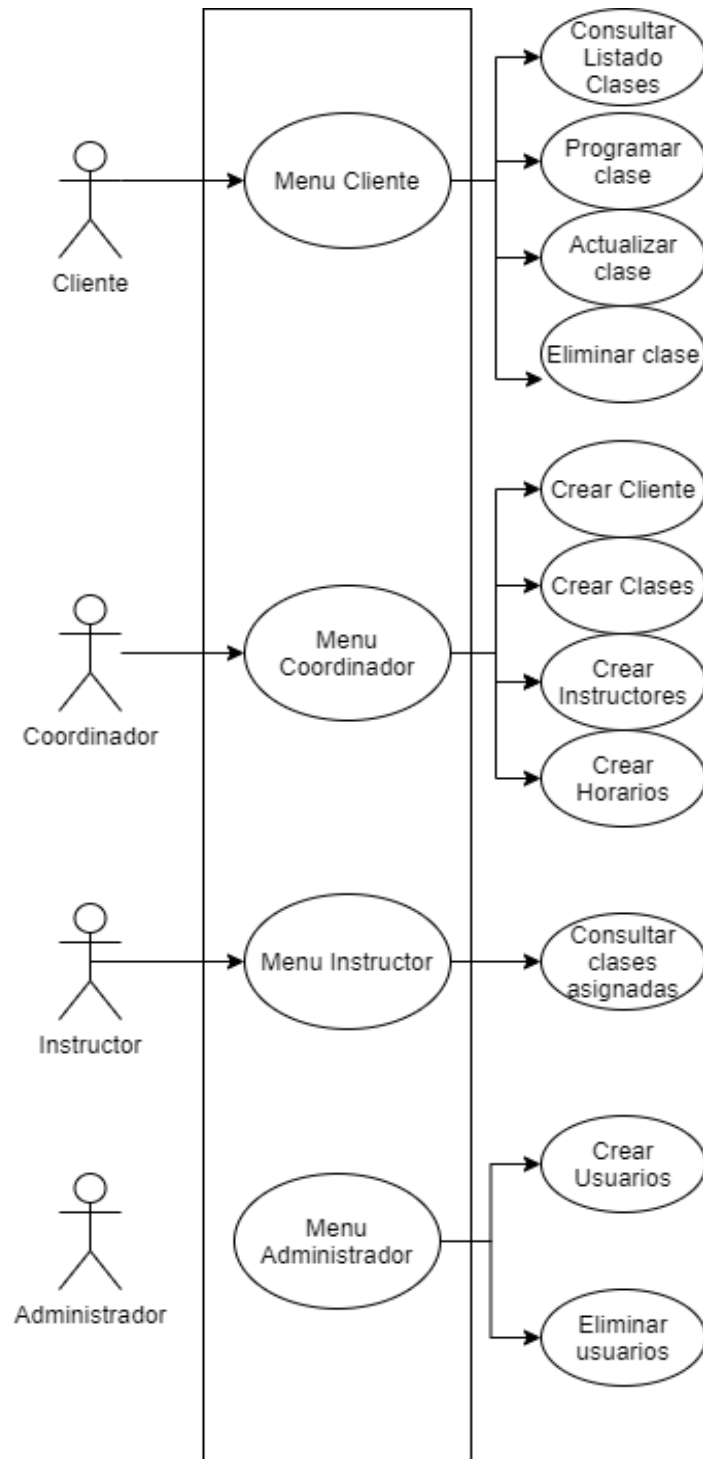 Consultar
Listado
Clases
Programar
clase
Menu Cliente
Actualizar
clase
Cliente
Eliminar clase
Crear Cliente
Crear Clases
Menu
Coordinador
Crear
Instructores
Coordinador
Crear
Horarios
Consultar
clases
asignadas
Menu Instructor
Instructor
Crear
Usuarios
Menu
Administrador
Administrador
Eliminar
usuarios